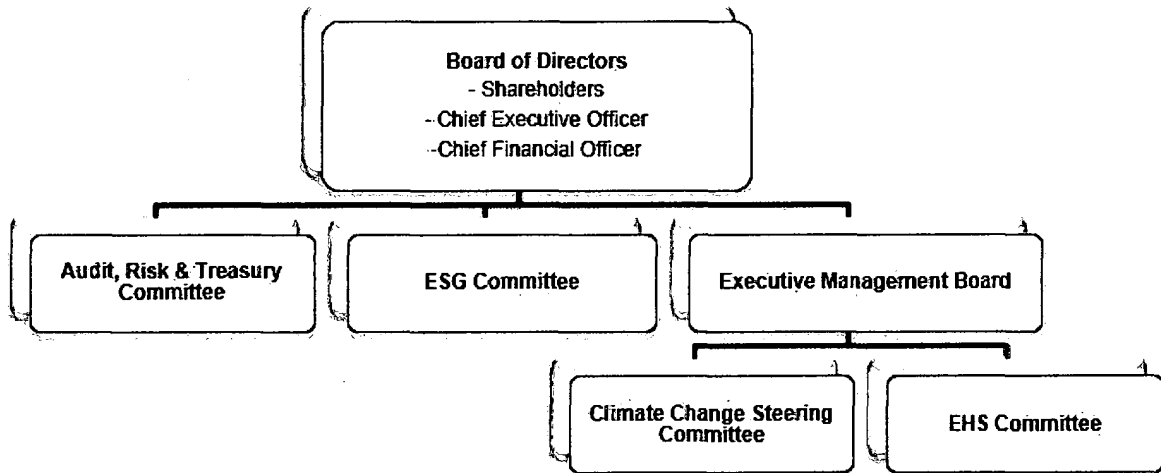 Board of Directors
- Shareholders
-Chief Executive Officer
-Chief Financial Officer
Audit, Risk & Treasury
Committee
ESG Committee
Executive Management Board
Climate Change Steering
Committee
EHS Committee